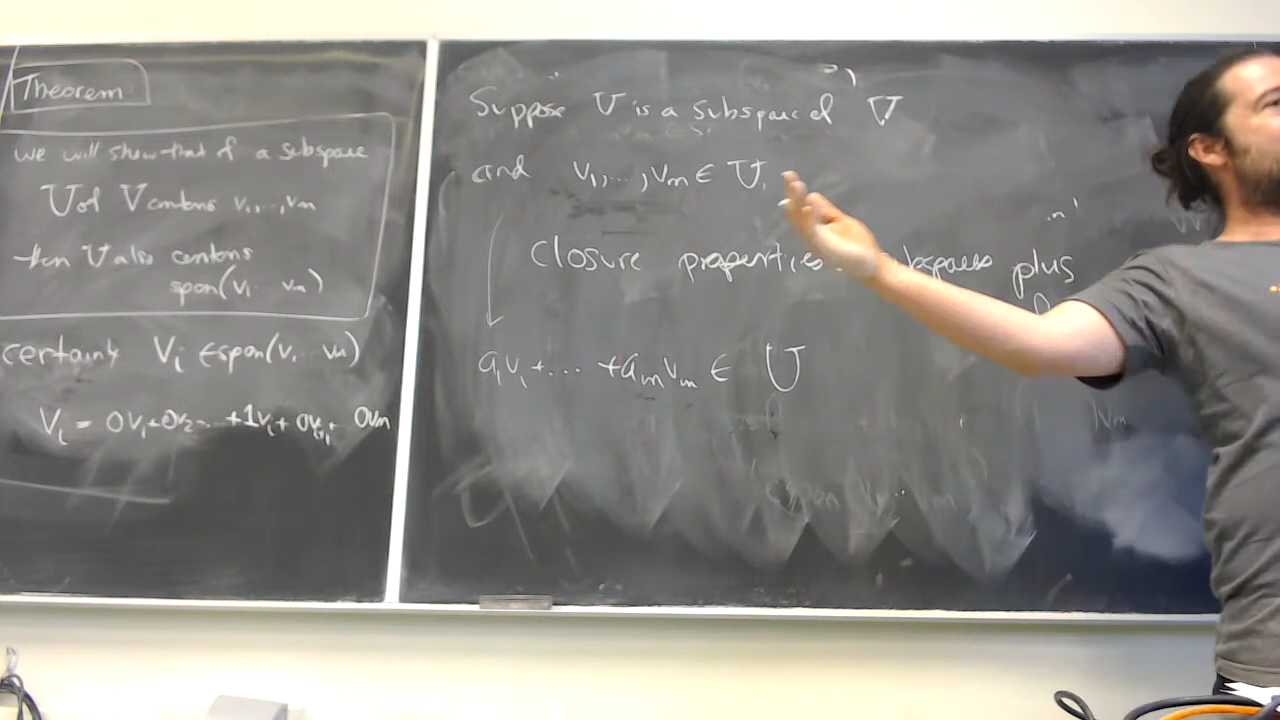 Theorem
we will show that if a subspace
U of V contains v₁,...,vₘ
then U also contains
span(v₁ vₘ)
certainly Vᵢ ∈ span(v₁ ... vₘ)
Vᵢ = 0v₁+0v₂...+1vᵢ+0vᵢ₊₁+ 0vₘ
Suppose U is a subspace of V
and v₁,...,vₘ ∈ U,
closure properties subspaces plus
a₁v₁+... +aₘvₘ ∈ U